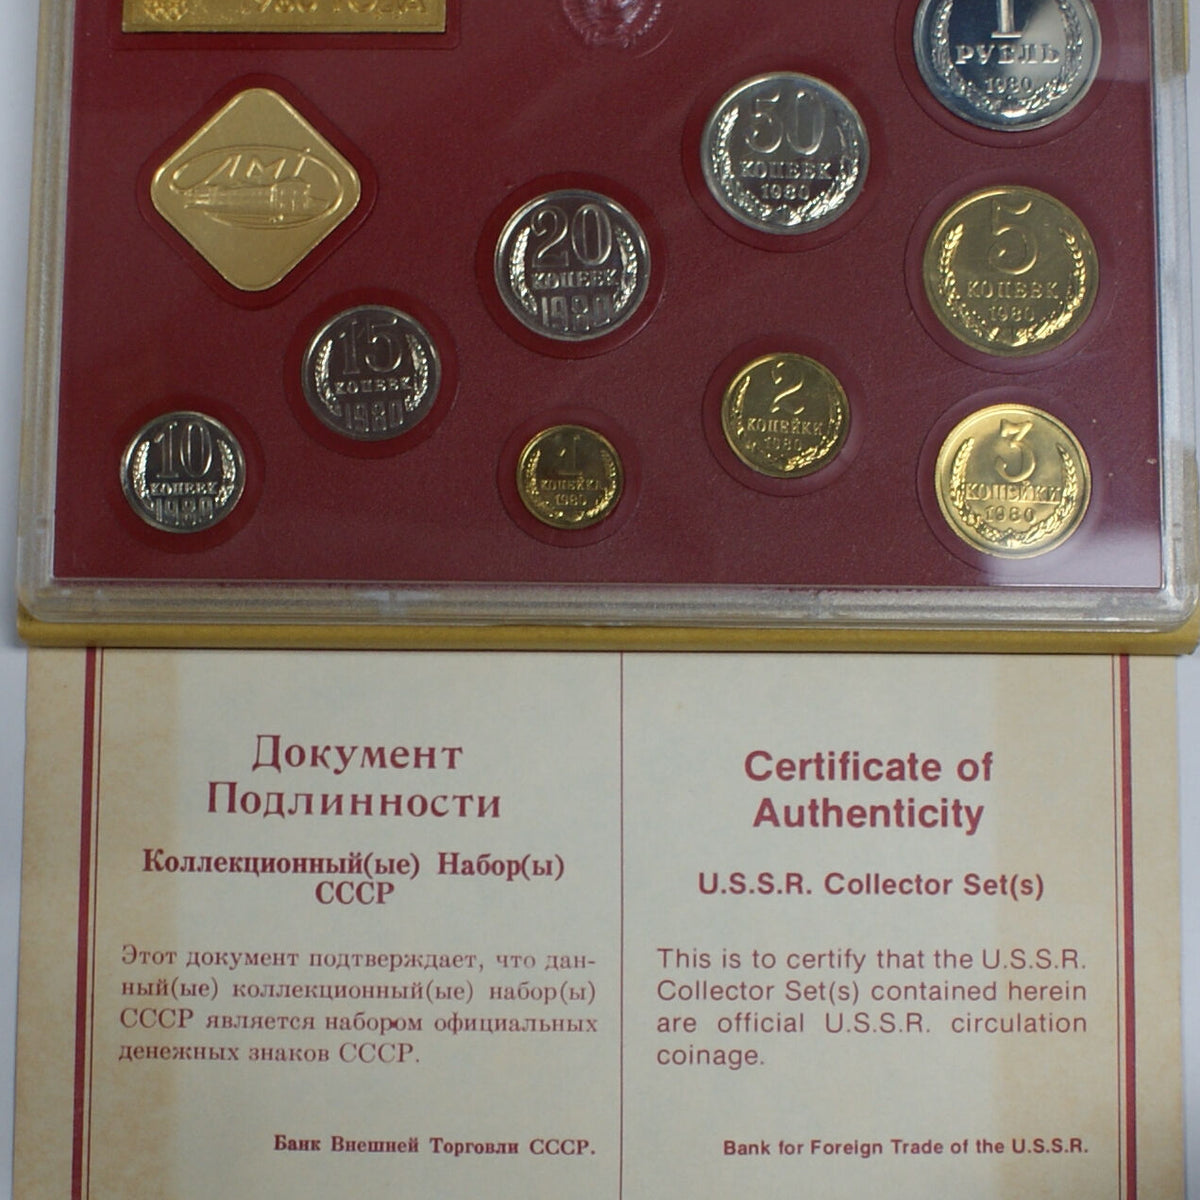 1980 ГОДА
1
РУБЛЬ
1980
50
КОПЕЕК
1980
ЛМД
20
КОПЕЕК
1980
5
КОПЕЕК
1980
15
КОПЕЕК
1980
2
КОПЕЙКИ
1980
10
КОПЕЕК
1980
1
КОПЕЙКА
1980
3
КОПЕЙКИ
1980
Документ
Подлинности
Коллекционный(ые) Набор(ы)
СССР
Этот документ подтверждает, что дан-
ный(ые) коллекционный(ые) набор(ы)
СССР является набором официальных
денежных знаков СССР.
Банк Внешней Торговли СССР.
Certificate of
Authenticity
U.S.S.R. Collector Set(s)
This is to certify that the U.S.S.R.
Collector Set(s) contained herein
are official U.S.S.R. circulation
coinage.
Bank for Foreign Trade of the U.S.S.R.